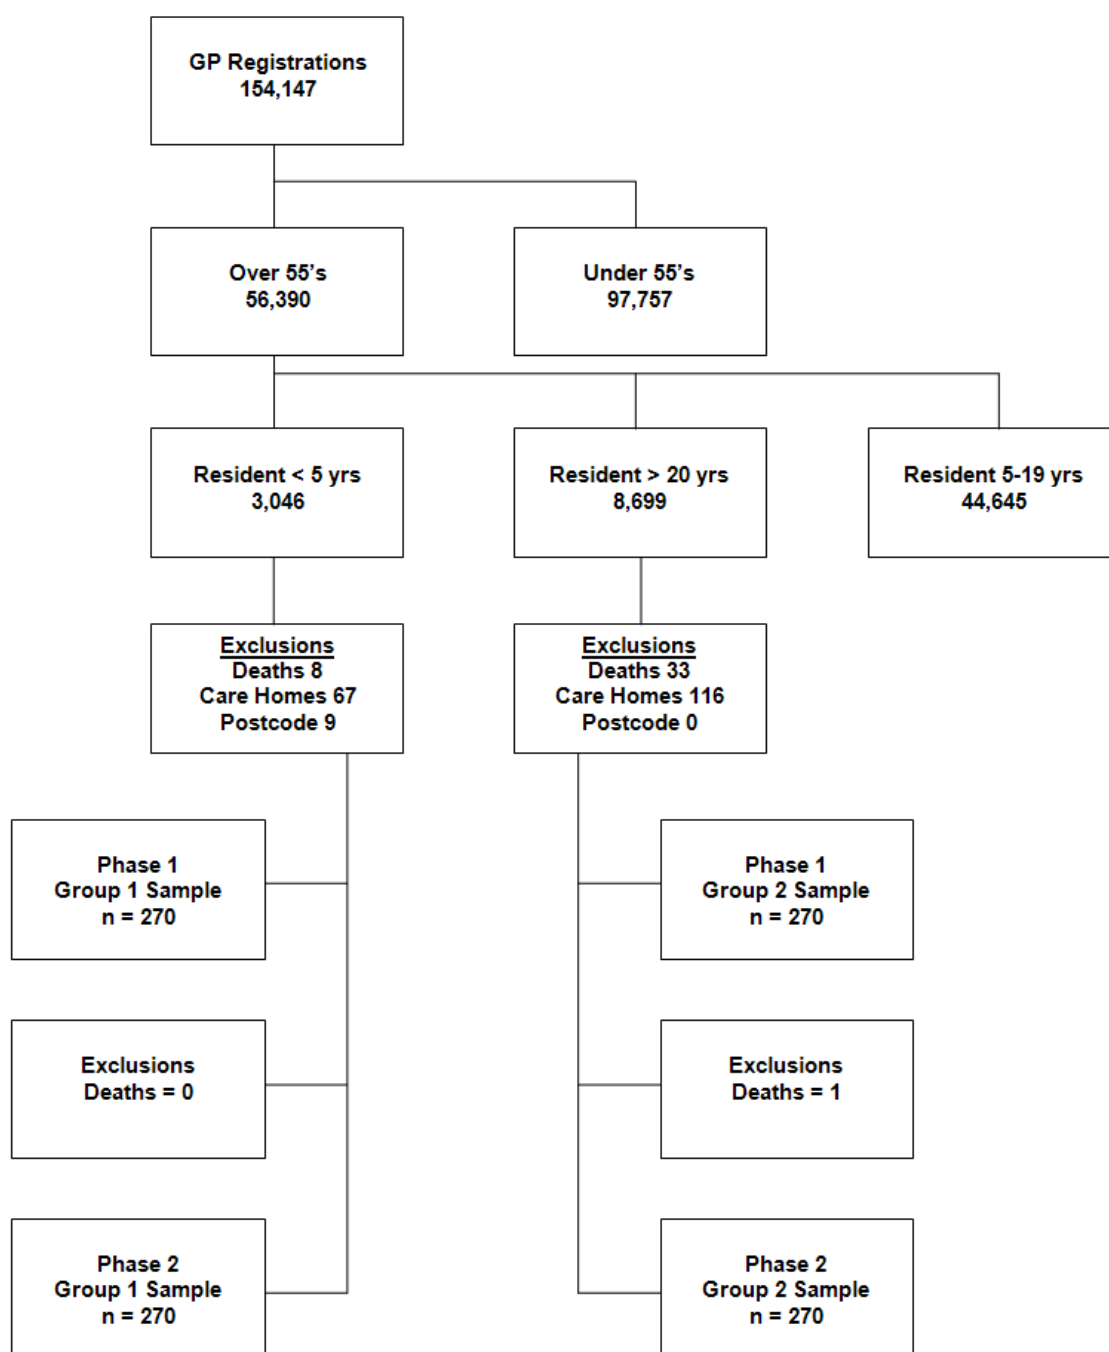 GP Registrations
154,147
Over 55's
56,390
Under 55's
97,757
Resident < 5 yrs
3,046
Resident > 20 yrs
8,699
Resident 5-19 yrs
44,645
Exclusions
Deaths 8
Care Homes 67
Postcode 9
Exclusions
Deaths 33
Care Homes 116
Postcode 0
Phase 1
Group 1 Sample
n = 270
Phase 1
Group 2 Sample
n = 270
Exclusions
Deaths = 0
Exclusions
Deaths = 1
Phase 2
Group 1 Sample
n = 270
Phase 2
Group 2 Sample
n = 270